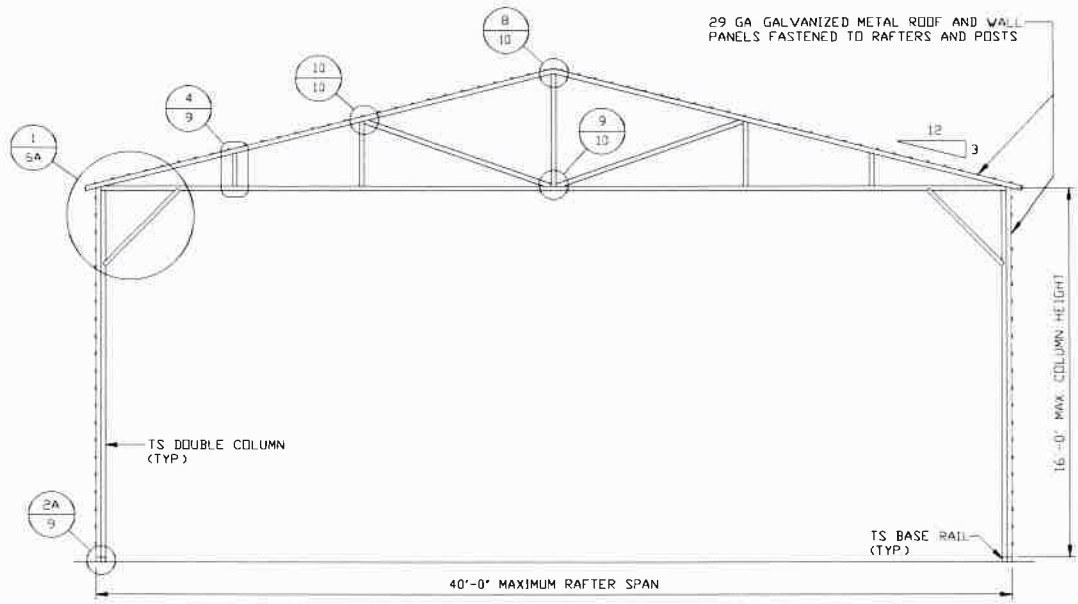 29 GA GALVANIZED METAL ROOF AND WALL
PANELS FASTENED TO RAFTERS AND POSTS
8
10
10
10
4
9
9
10
12
3
1
5A
16'-0" MAX. COLUMN HEIGHT
TS DOUBLE COLUMN
(TYP)
2A
9
TS BASE RAIL
(TYP)
40'-0" MAXIMUM RAFTER SPAN